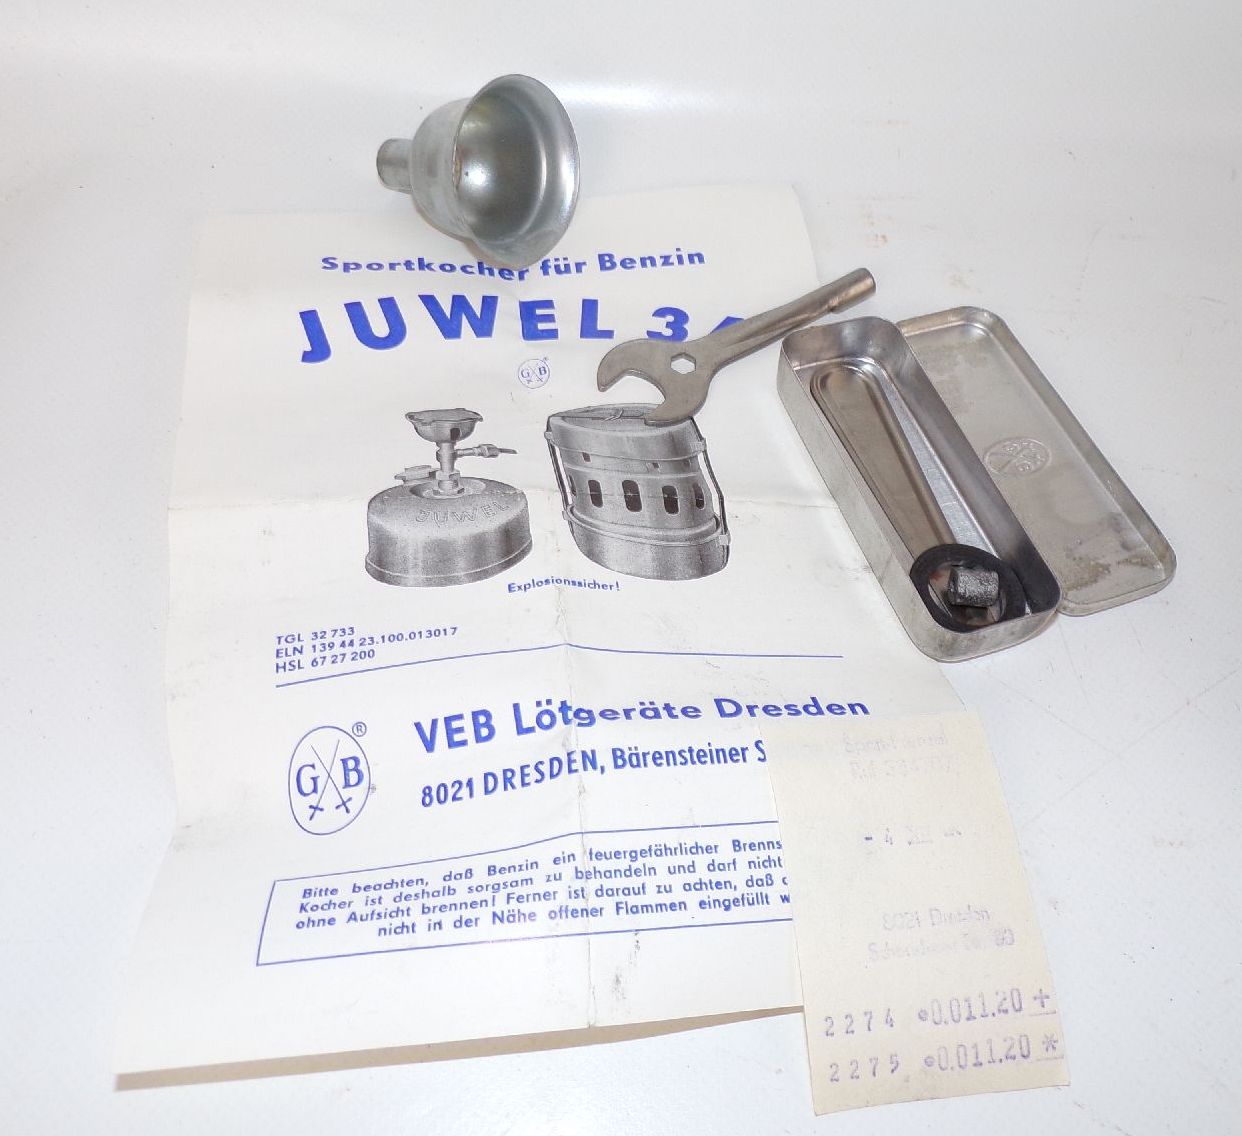 Sportkocher für Benzin
JUWEL 34
GB
JUWEL
Explosionssicher!
TGL 32 733
ELN 139 44 23.100.013017
HSL 67 27 200
VEB Lötgeräte Dresden
8021 DRESDEN, Bärensteiner S
G B ®
Bitte beachten, daß Benzin ein feuergefährlicher Brenns
Kocher ist deshalb sorgsam zu behandeln und darf nicht
ohne Aufsicht brennen! Ferner ist darauf zu achten, daß d
nicht in der Nähe offener Flammen eingefüllt w
- 4
8021 Dresden
2274 0.011.20 +
2275 0.011.20 *